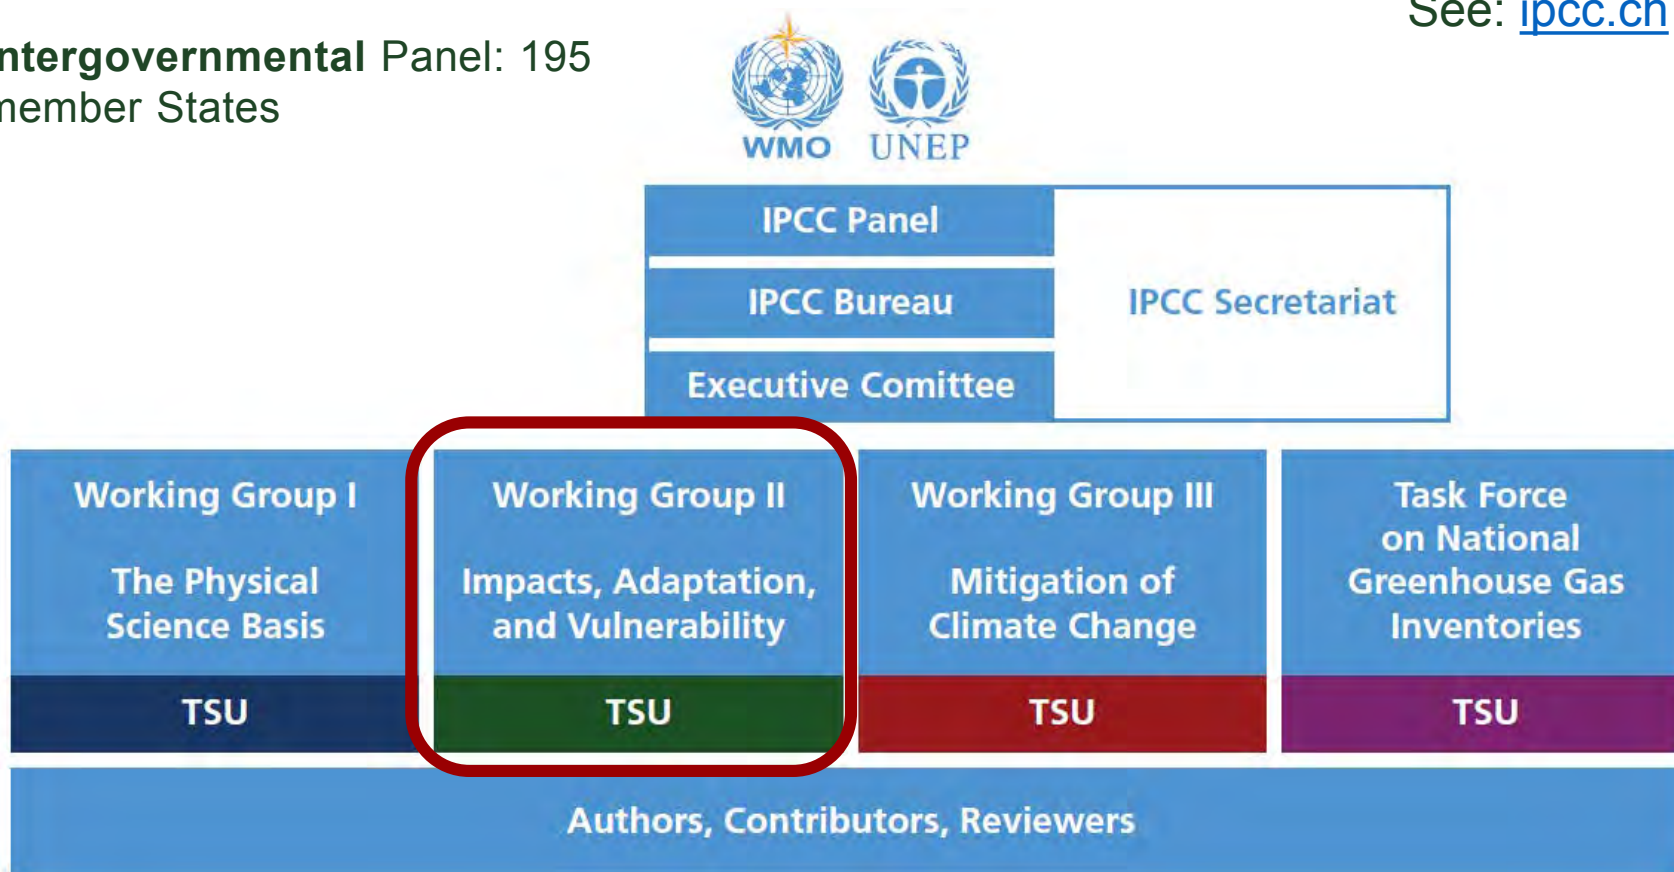 See: ipcc.ch
ntergovernmental Panel: 195
member States
WMO UNEP
IPCC Panel
IPCC Bureau
IPCC Secretariat
Executive Comittee
Working Group I
The Physical
Science Basis
TSU
Working Group II
Impacts, Adaptation,
and Vulnerability
TSU
Working Group III
Mitigation of
Climate Change
TSU
Task Force
on National
Greenhouse Gas
Inventories
TSU
Authors, Contributors, Reviewers